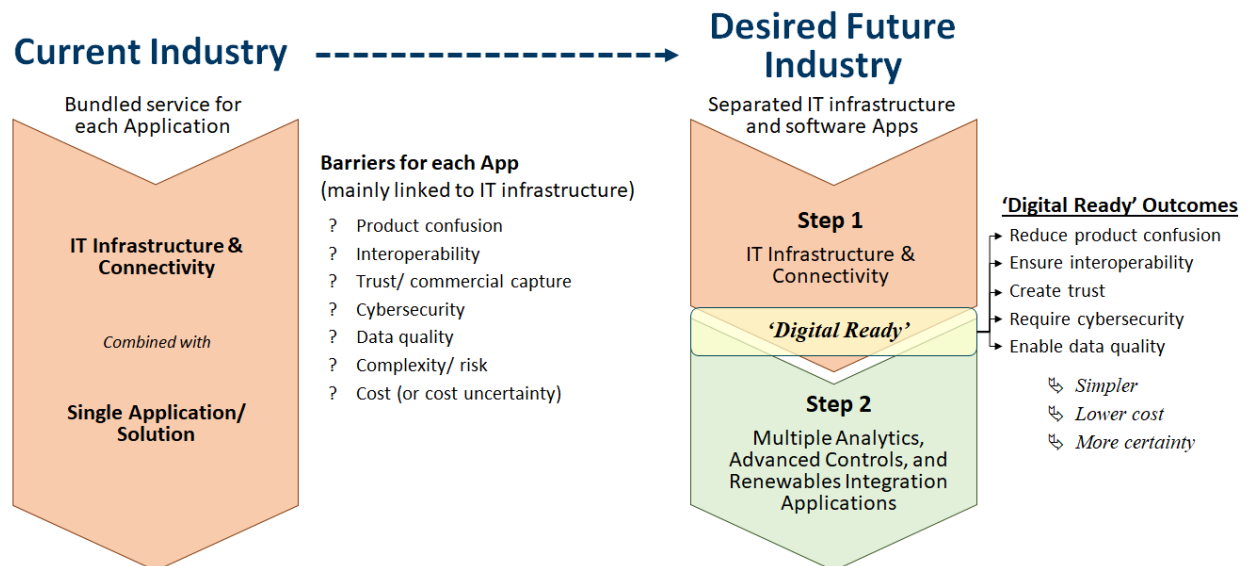 Current Industry
Desired Future
Industry
Bundled service for
each Application
IT Infrastructure &
Connectivity
Combined with
Single Application/
Solution
Barriers for each App
(mainly linked to IT infrastructure)
? Product confusion
? Interoperability
? Trust/ commercial capture
? Cybersecurity
? Data quality
? Complexity/ risk
? Cost (or cost uncertainty)
Separated IT infrastructure
and software Apps
Step 1
IT Infrastructure &
Connectivity
‘Digital Ready’
Step 2
Multiple Analytics,
Advanced Controls, and
Renewables Integration
Applications
‘Digital Ready’ Outcomes
Reduce product confusion
Ensure interoperability
Create trust
Require cybersecurity
Enable data quality
Simpler
Lower cost
More certainty